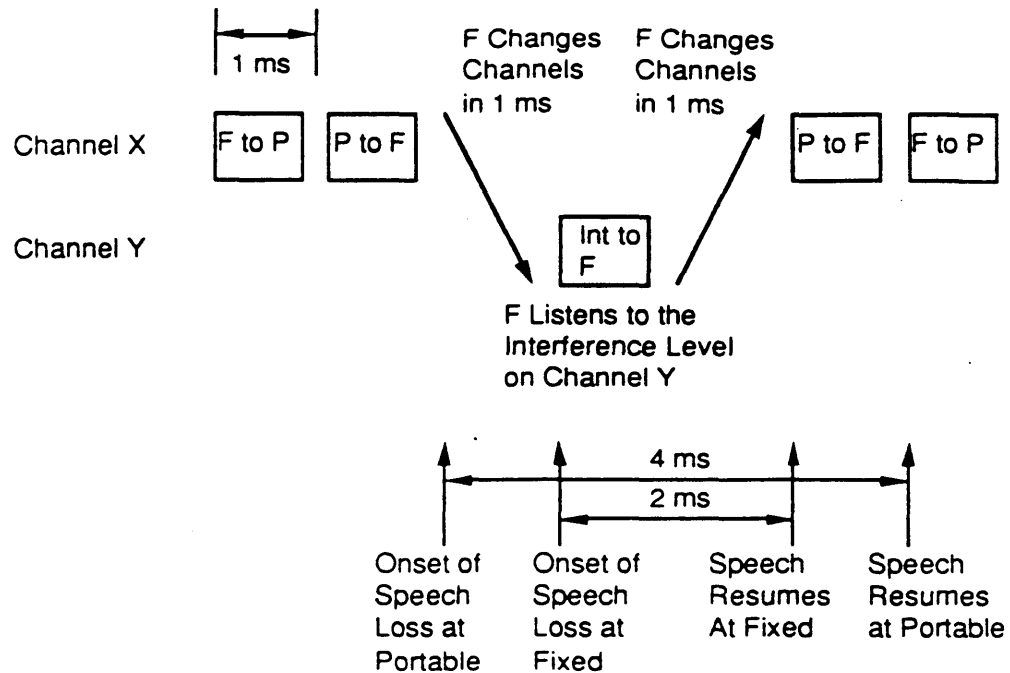 1 ms
F Changes
Channels
in 1 ms
F Changes
Channels
in 1 ms
Channel X
F to P
P to F
P to F
F to P
Channel Y
Int to
F
F Listens to the
Interference Level
on Channel Y
4 ms
2 ms
Onset of
Speech
Loss at
Portable
Onset of
Speech
Loss at
Fixed
Speech
Resumes
At Fixed
Speech
Resumes
at Portable